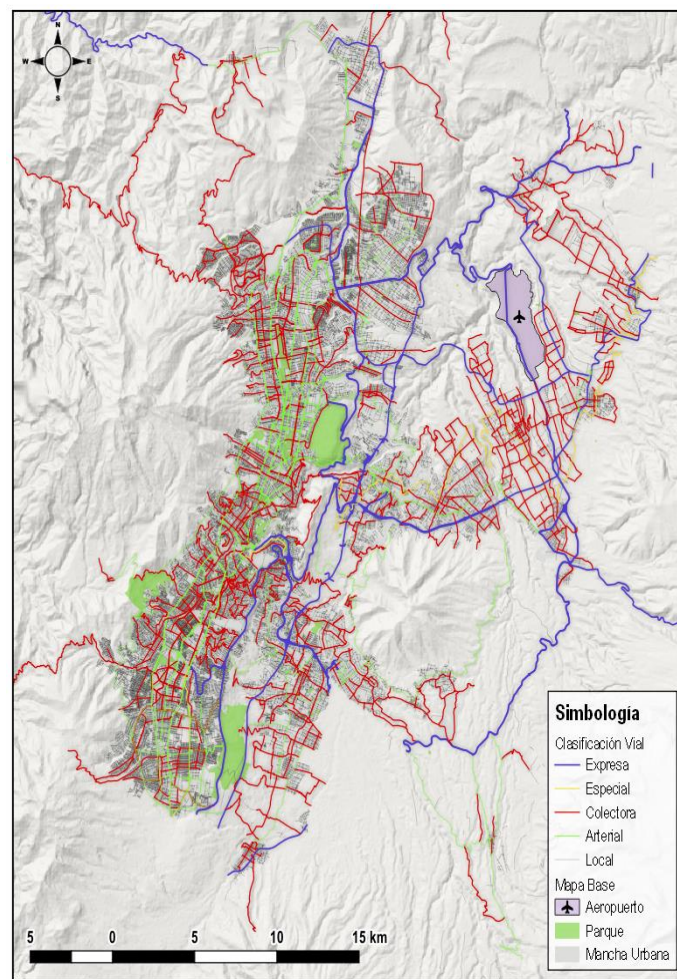 N
W E
S
Simbología
Clasificación Vial
Expresa
Especial
Colectora
Arterial
Local
Mapa Base
Aeropuerto
Parque
Mancha Urbana
5 0 5 10 15 km